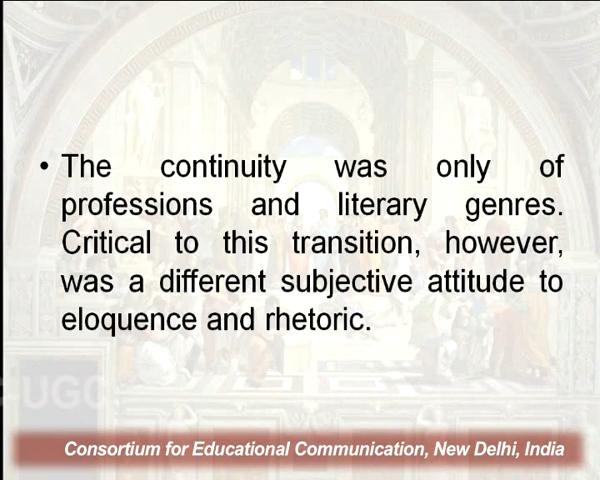 • The continuity was only of
professions and literary genres.
Critical to this transition, however,
was a different subjective attitude to
eloquence and rhetoric.
©UGC
Consortium for Educational Communication, New Delhi, India